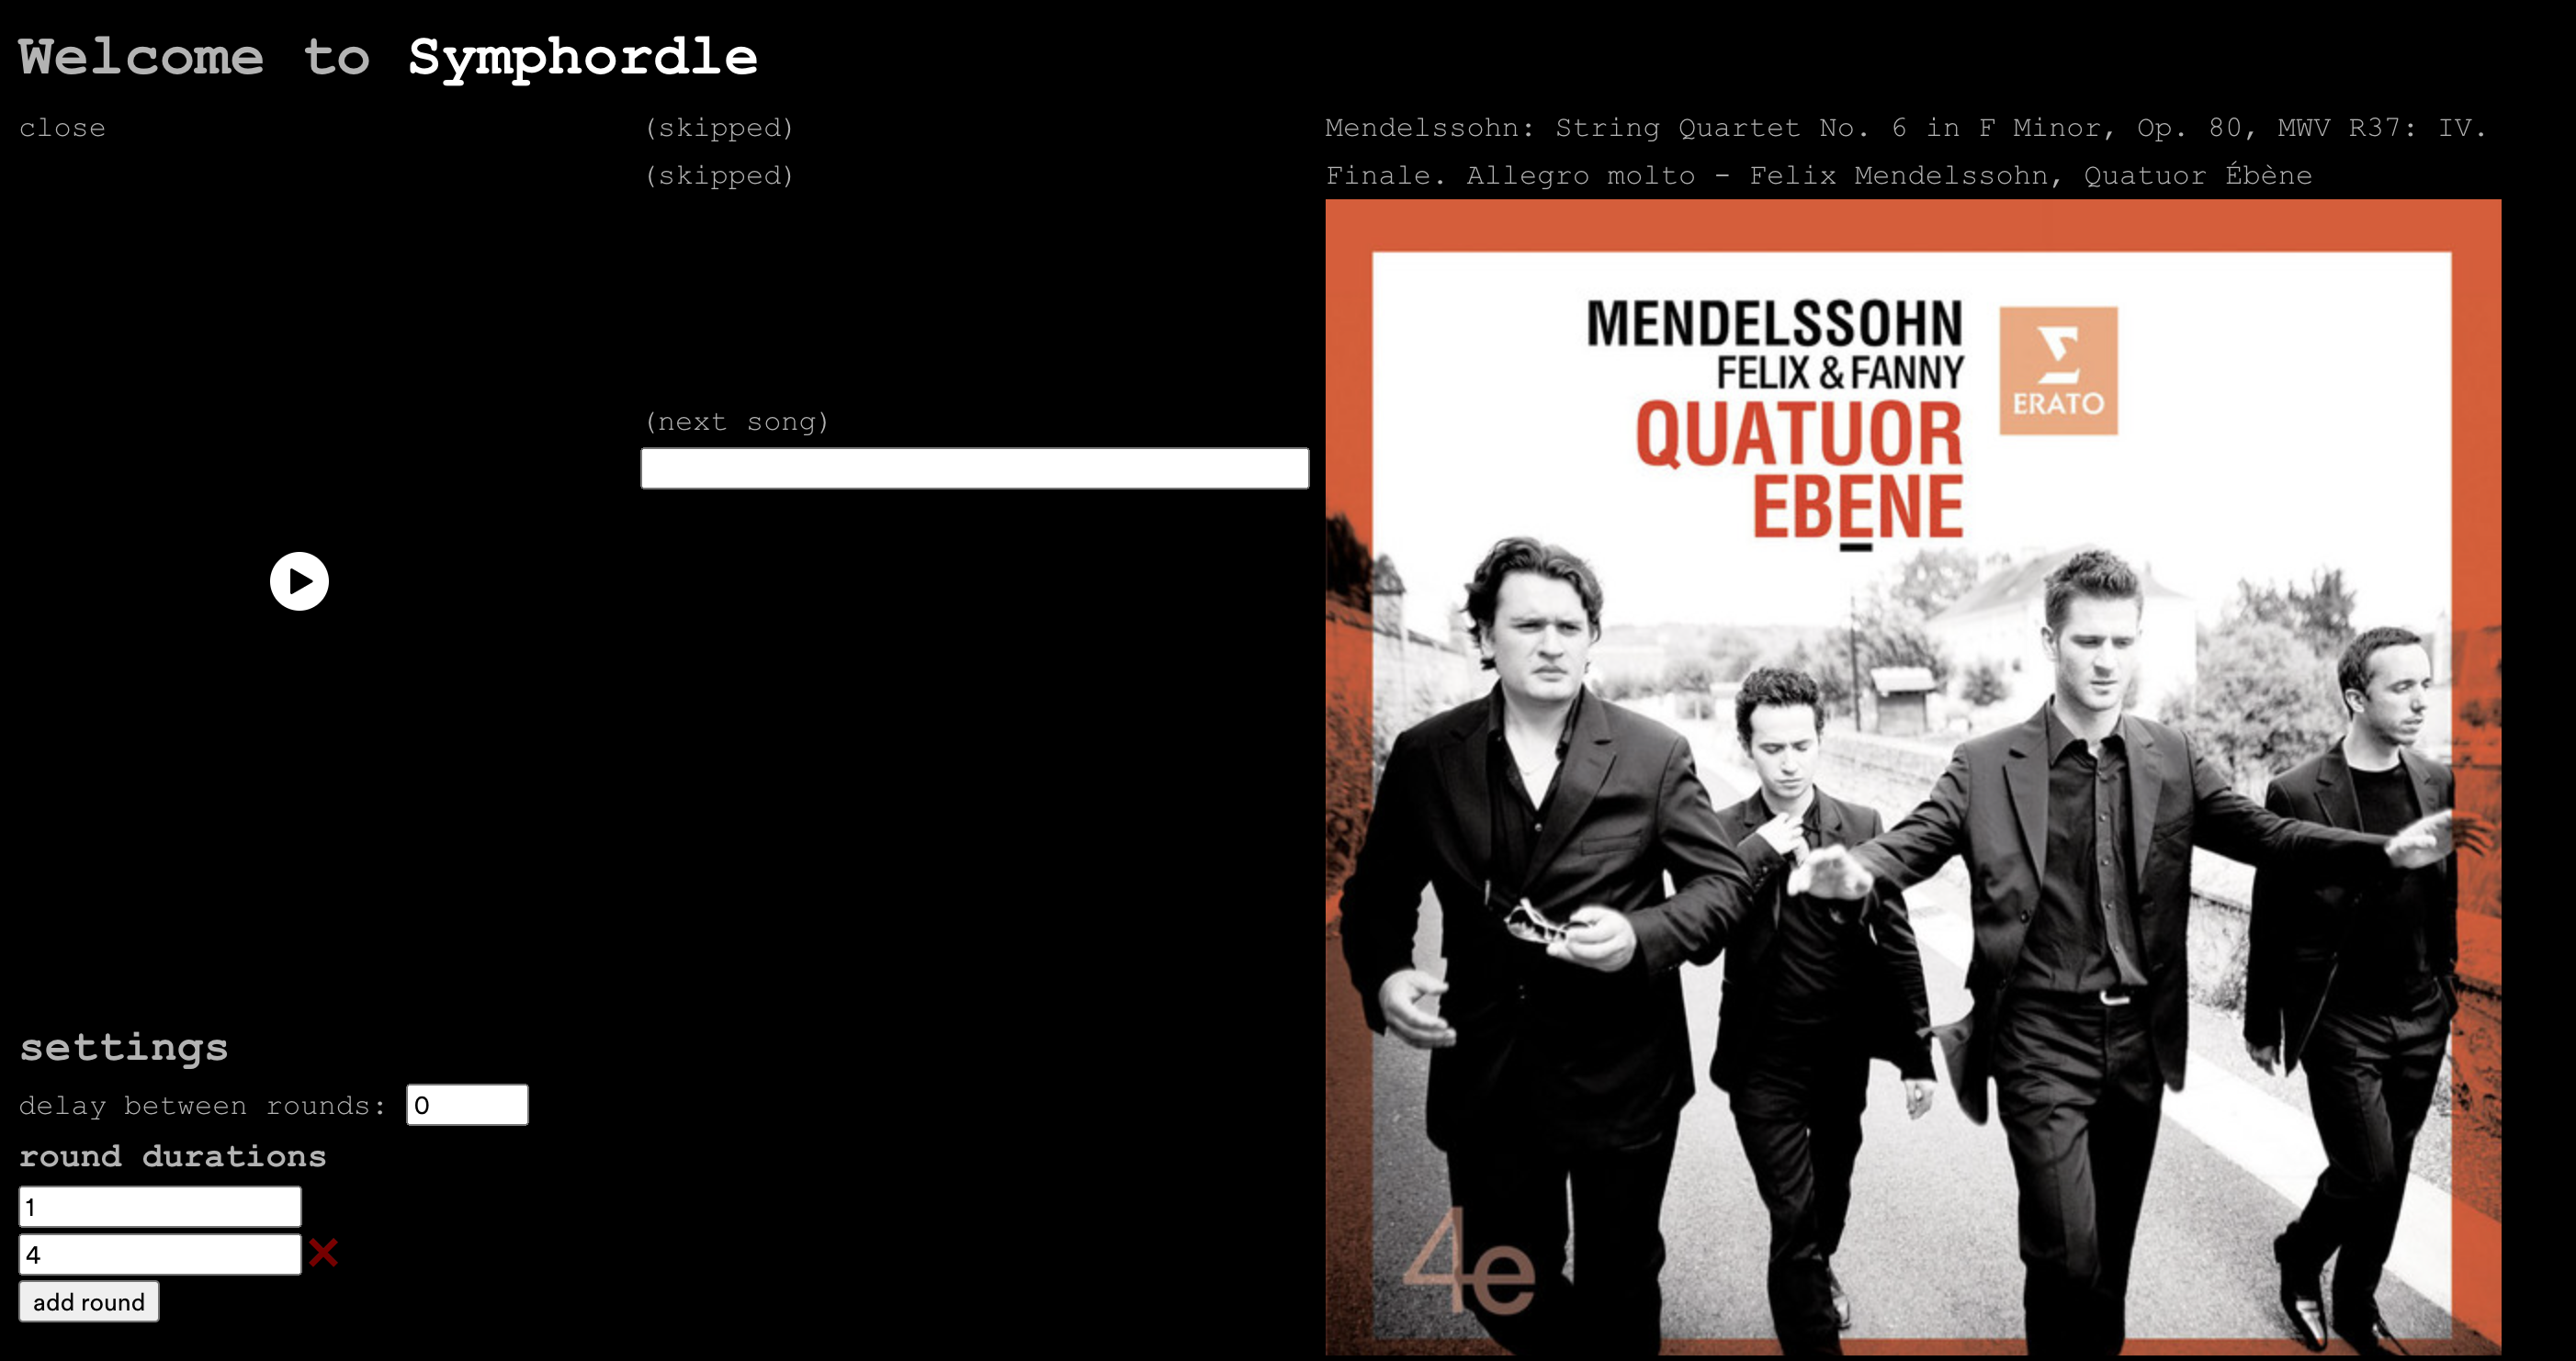 Welcome to Symphordle
close
(skipped)
(skipped)
(next song)
Mendelssohn: String Quartet No. 6 in F Minor, Op. 80, MWV R37: IV.
Finale. Allegro molto - Felix Mendelssohn, Quatuor Ébène
MENDELSSOHN
FELIX & FANNY
QUATUOR
EBENE
ERATO
4e
settings
delay between rounds: 0
round durations
1
4
add round